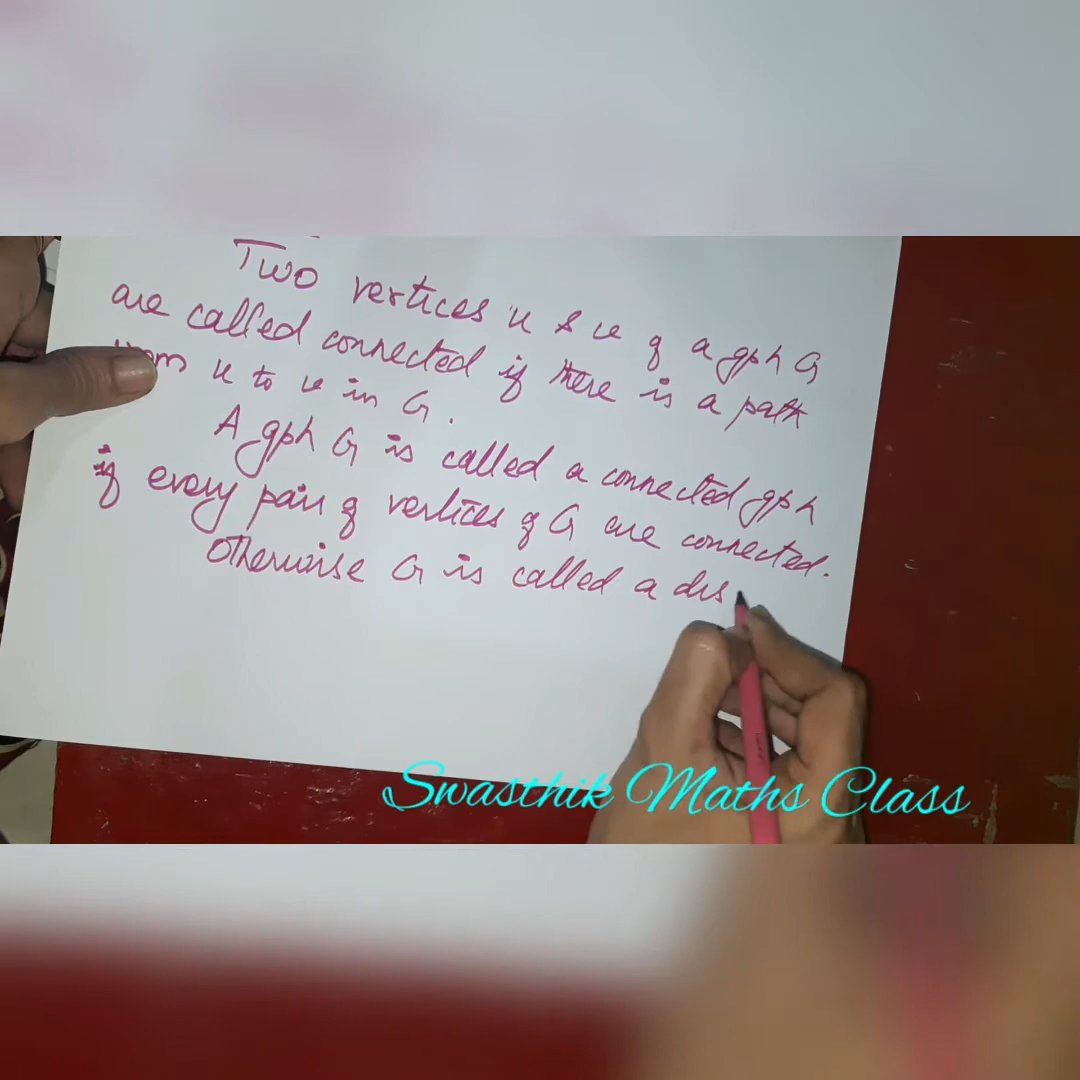 Two vertices u & v of a gph G
are called connected if there is a path
from u to v in G.
A gph G is called a connected gph
if every pair of vertices of G are connected.
Otherwise G is called a dis
Swasthik Maths Class